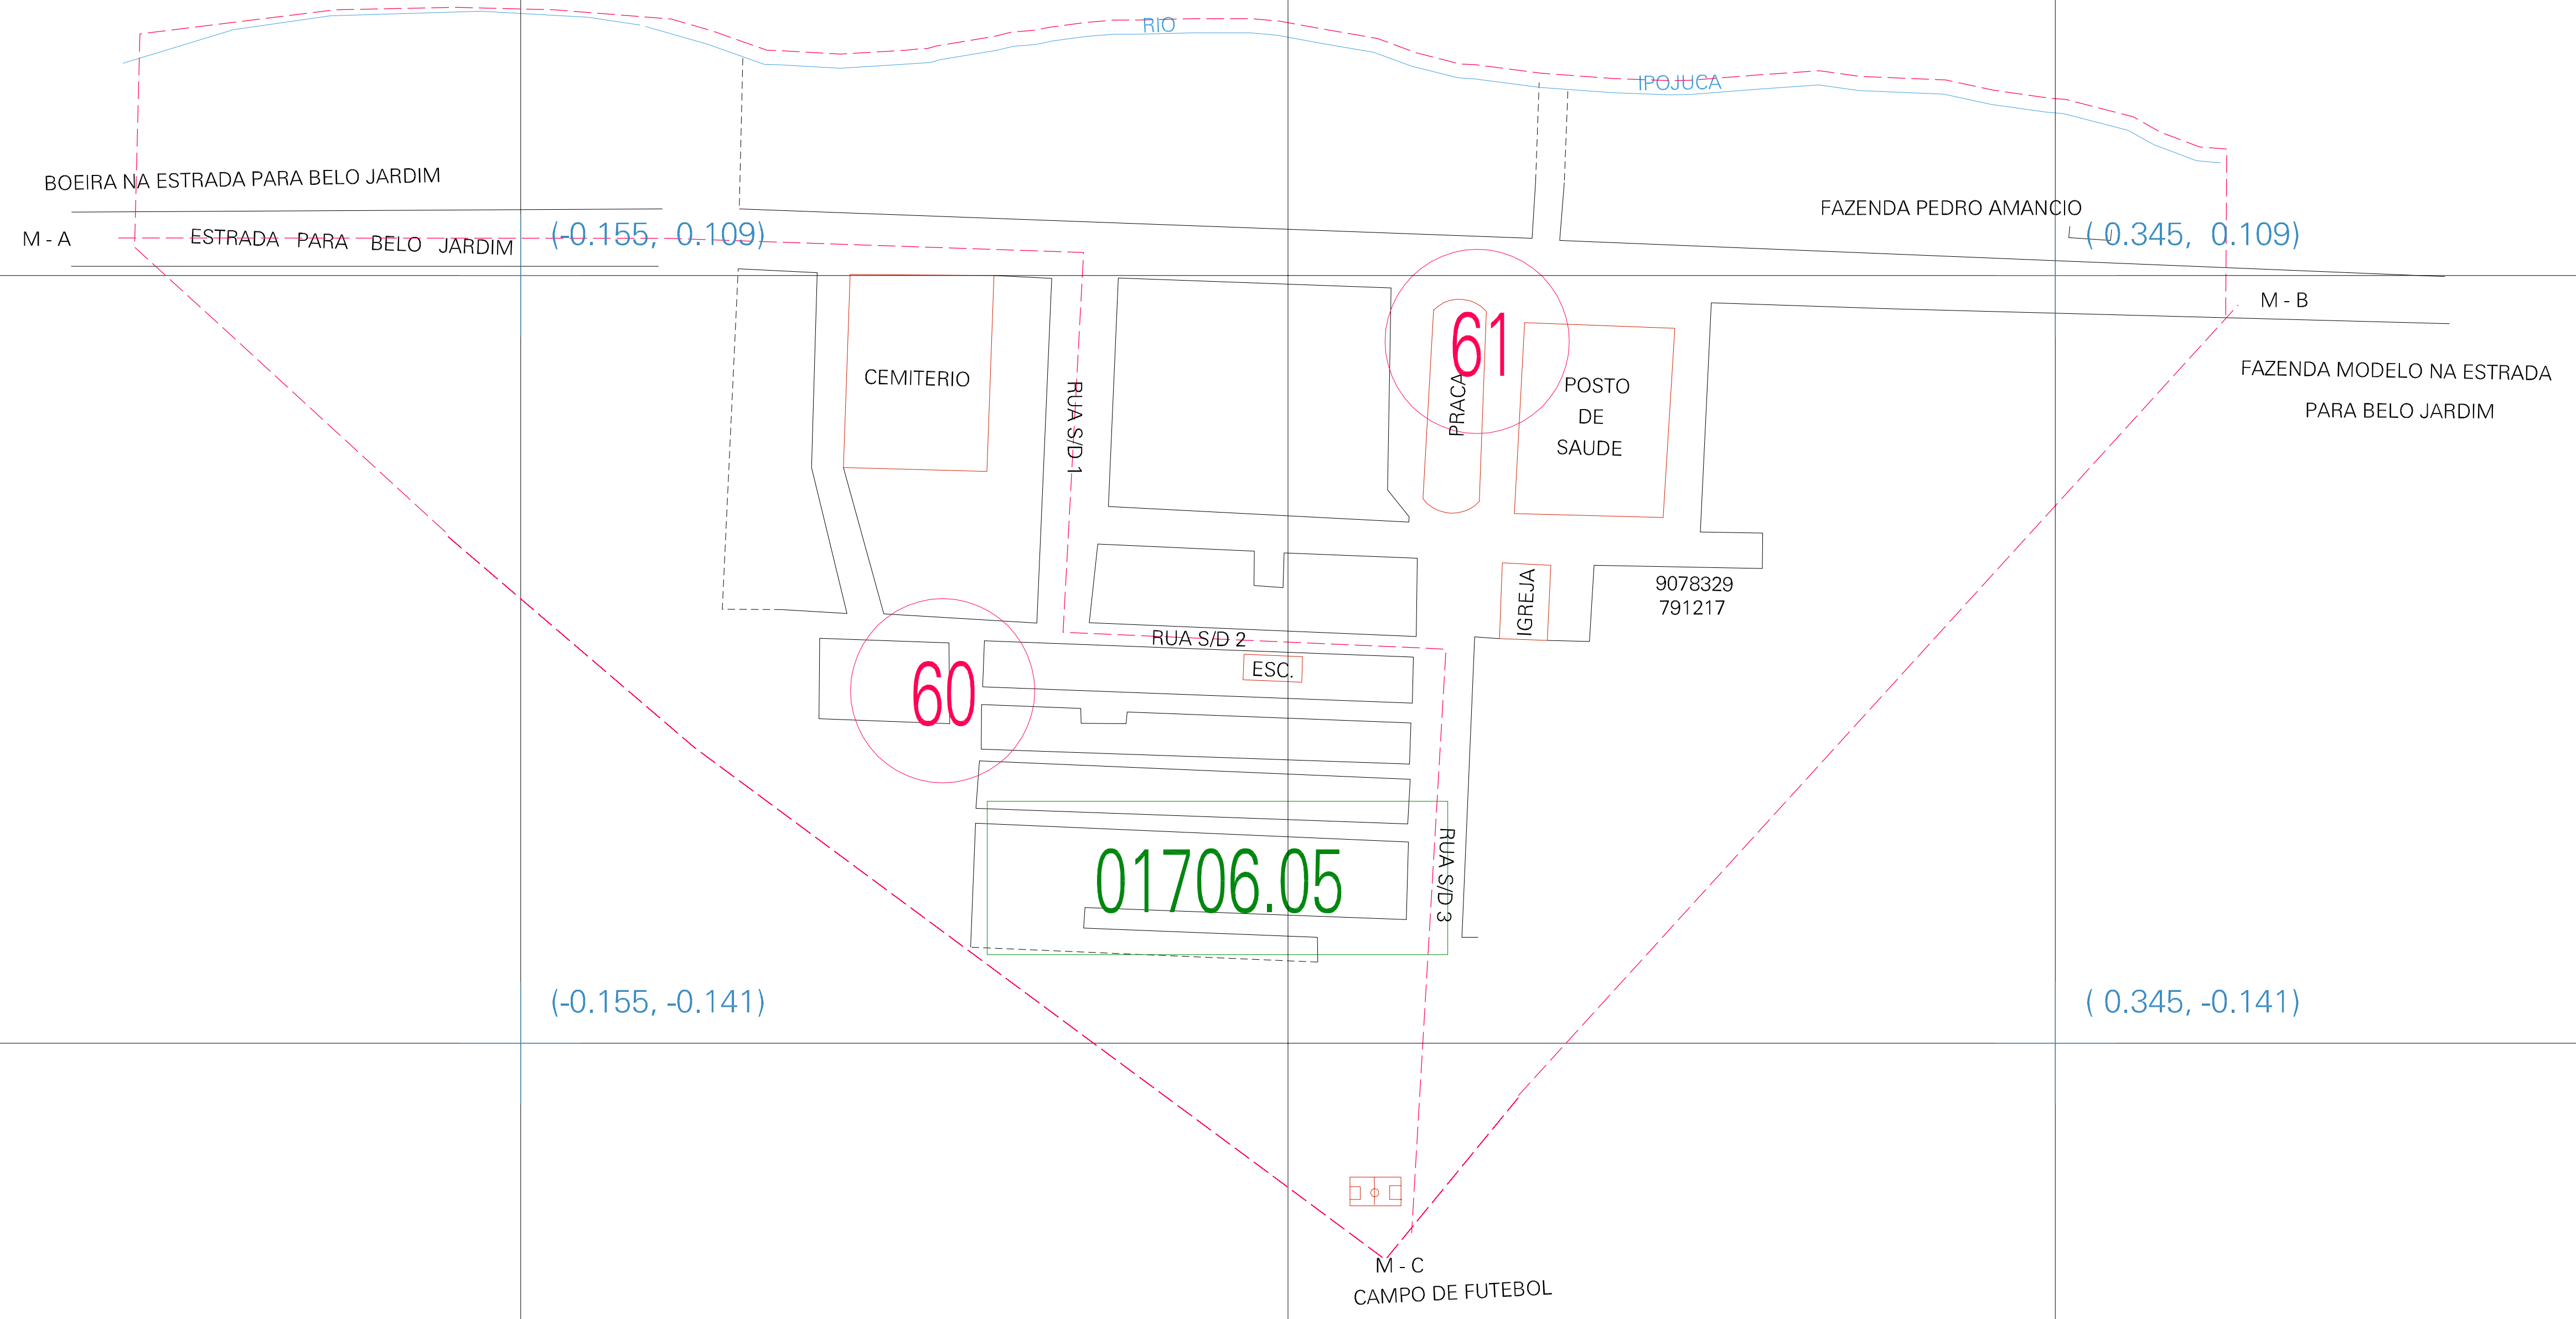 RIO
IPOJUCA
BOEIRA NA ESTRADA PARA BELO JARDIM
FAZENDA PEDRO AMANCIO
M - A
ESTRADA PARA BELO JARDIM
(-0.155, 0.109)
( 0.345, 0.109)
M - B
61
FAZENDA MODELO NA ESTRADA
PARA BELO JARDIM
CEMITERIO
RUA S/D 1
PRACA
POSTO
DE
SAUDE
IGREJA
9078329
791217
RUA S/D 2
ESC.
60
01706.05
RUA S/D 3
(-0.155, -0.141)
( 0.345, -0.141)
M - C
CAMPO DE FUTEBOL